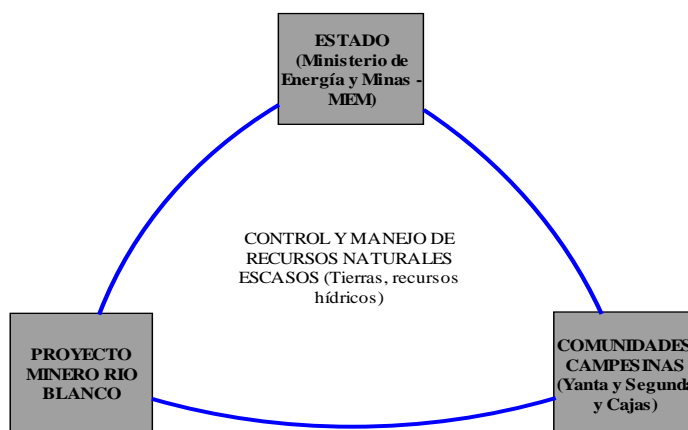 ESTADO
(Ministerio de
Energía y Minas -
MEM)
CONTROL Y MANEJO DE
RECURSOS NATURALES
ESCASOS (Tierras, recursos
hídricos)
PROYECTO
MINERO RIO
BLANCO
COMUNIDADES
CAMPESINAS
(Yanta y Segunda
y Cajas)